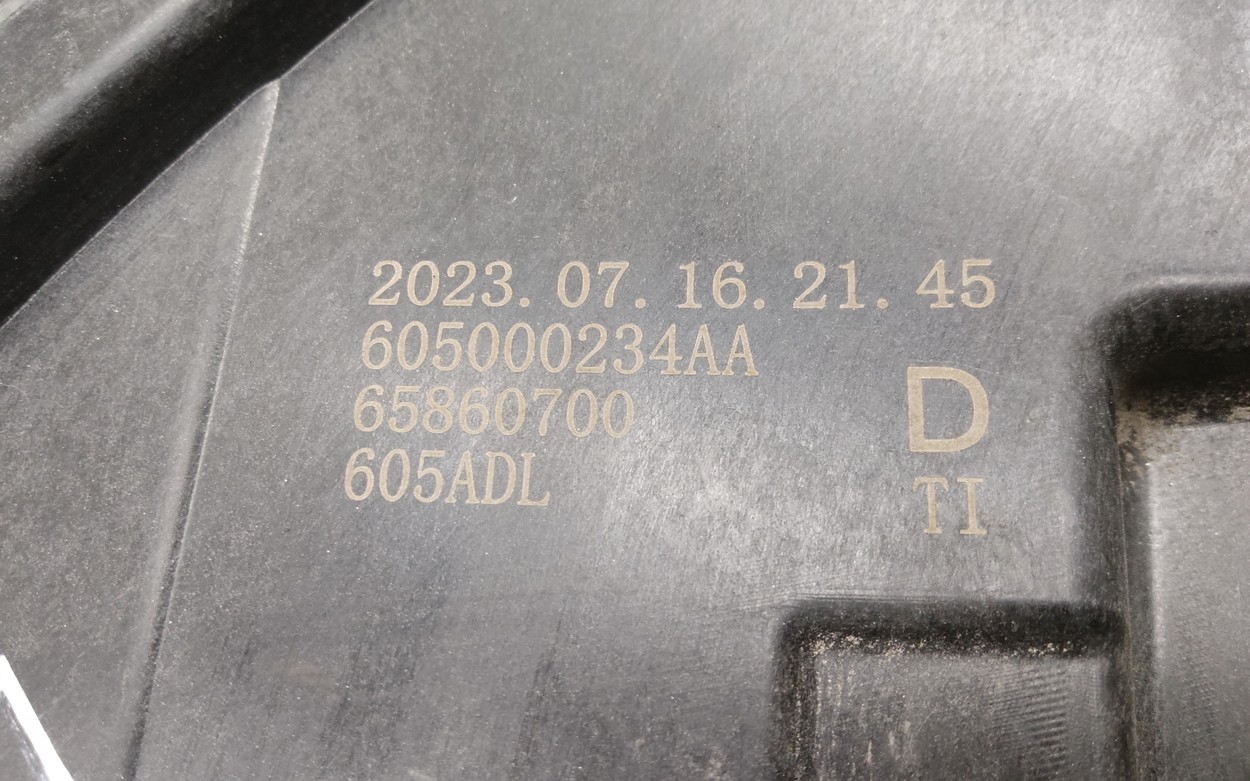 2023. 07. 16. 21. 45
605000234AA
65860700
605ADL
D
TI